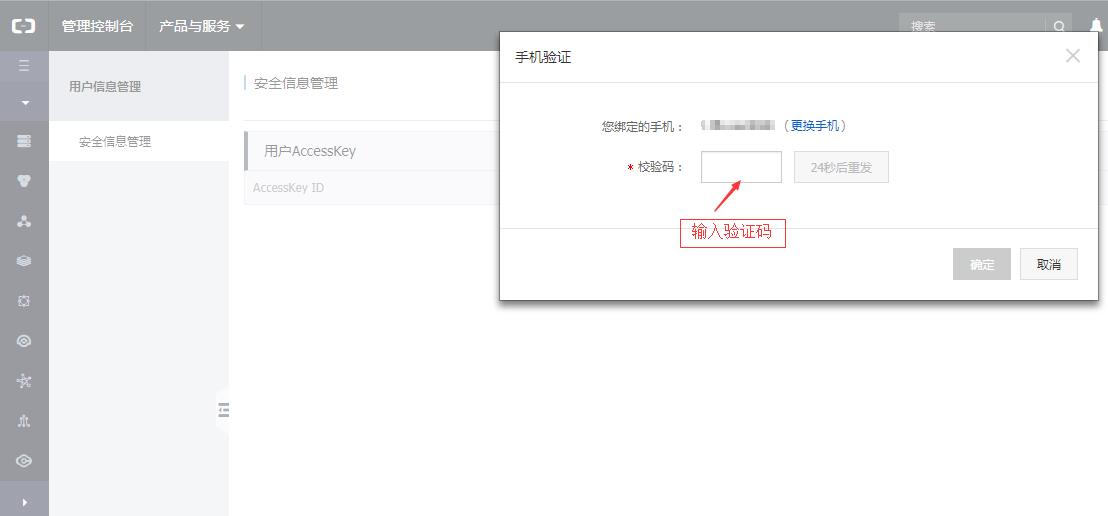 管理控制台
产品与服务
搜索
用户信息管理
安全信息管理
安全信息管理
用户AccessKey
AccessKey ID
手机验证
您绑定的手机： （更换手机）
* 校验码： 24秒后重发
输入验证码
确定 取消